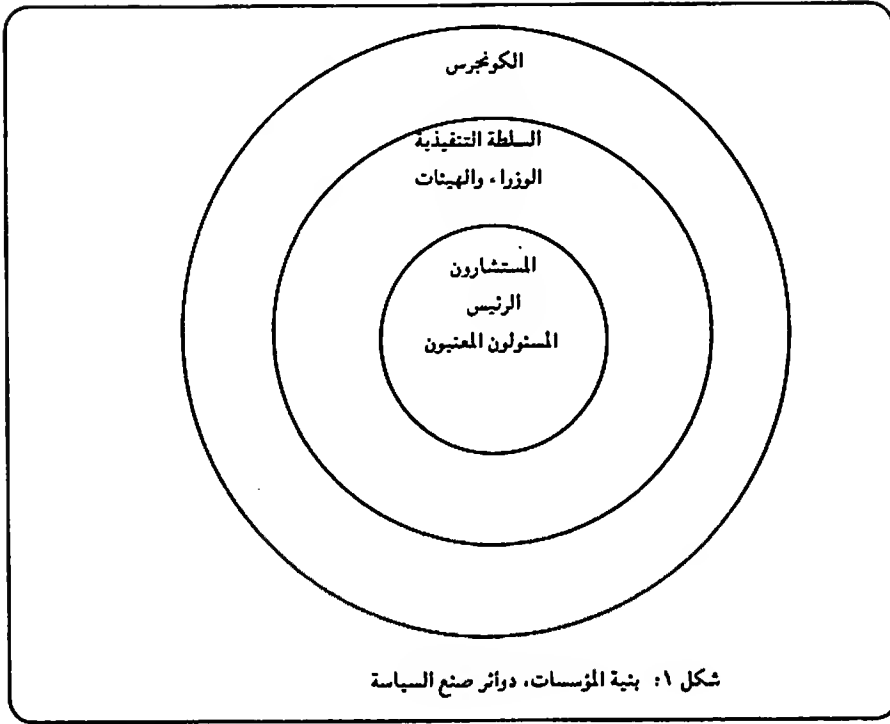 الكونجرس
السلطة التنفيذية
الوزراء والهيئات
المستشارون
الرئيس
المسئولون المعنيون
شكل ١: بنية المؤسسات، دوائر صنع السياسة